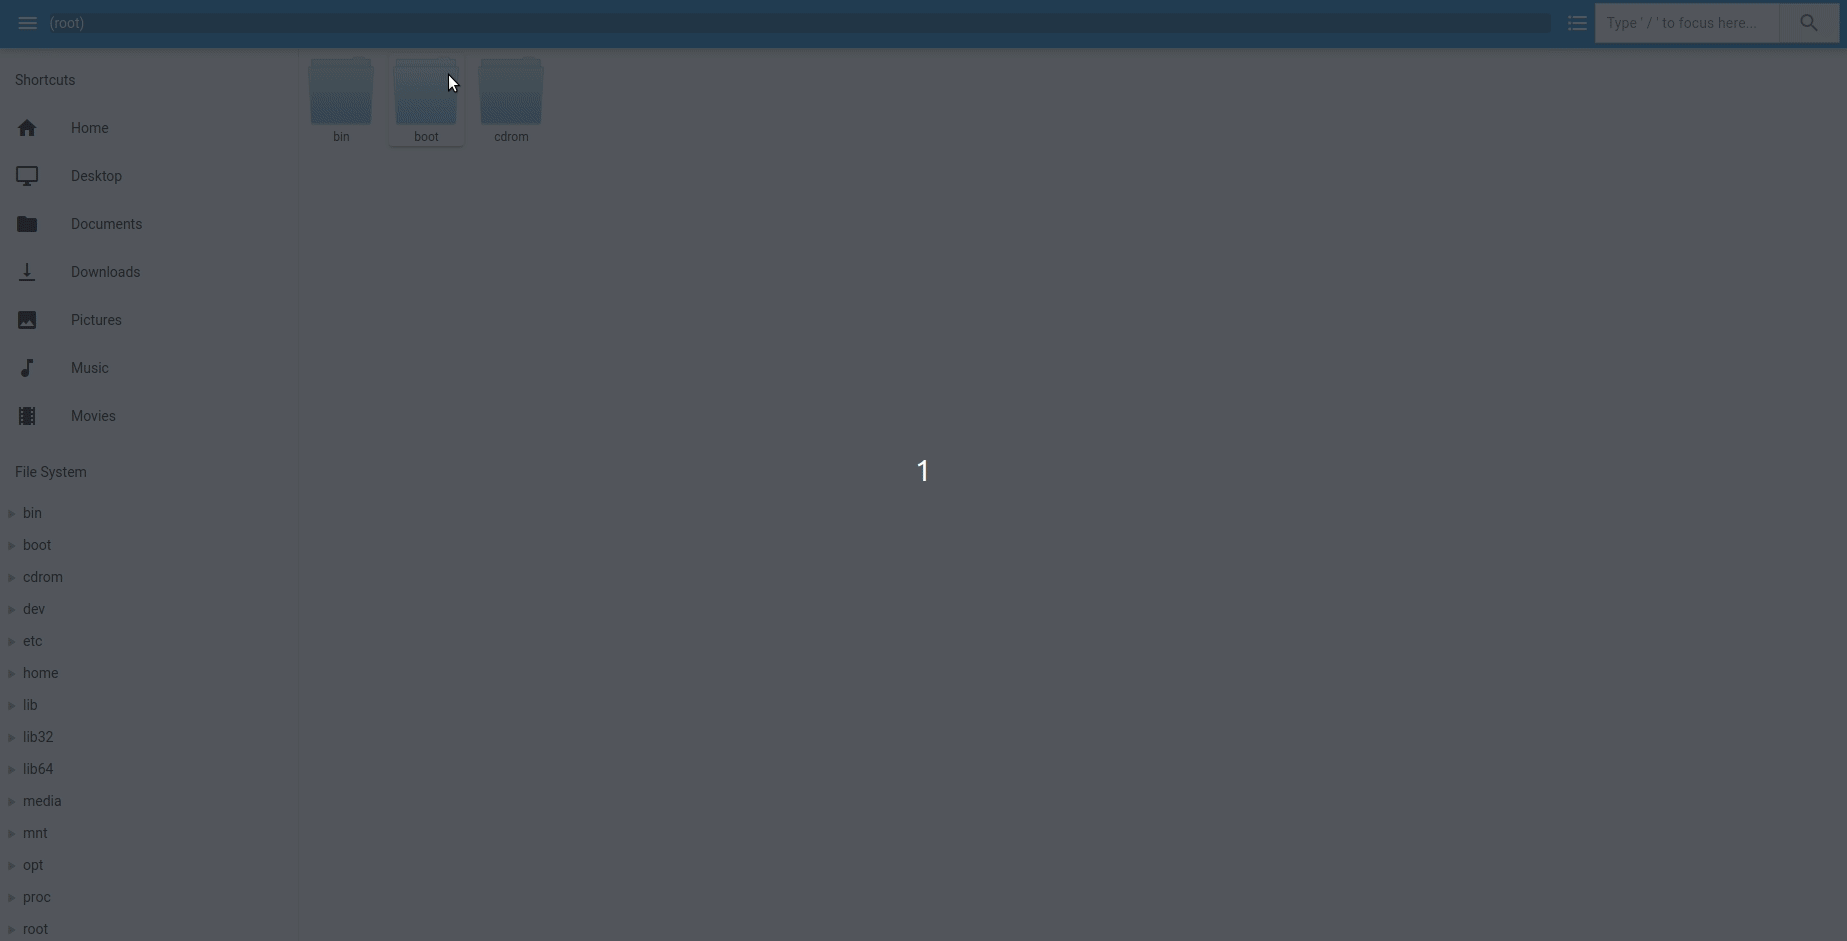 (root)
Type ' / ' to focus here...
Shortcuts
Home
Desktop
Documents
Downloads
Pictures
Music
Movies
File System
bin
boot
cdrom
dev
etc
home
lib
lib32
lib64
media
mnt
opt
proc
root
bin
boot
cdrom
1